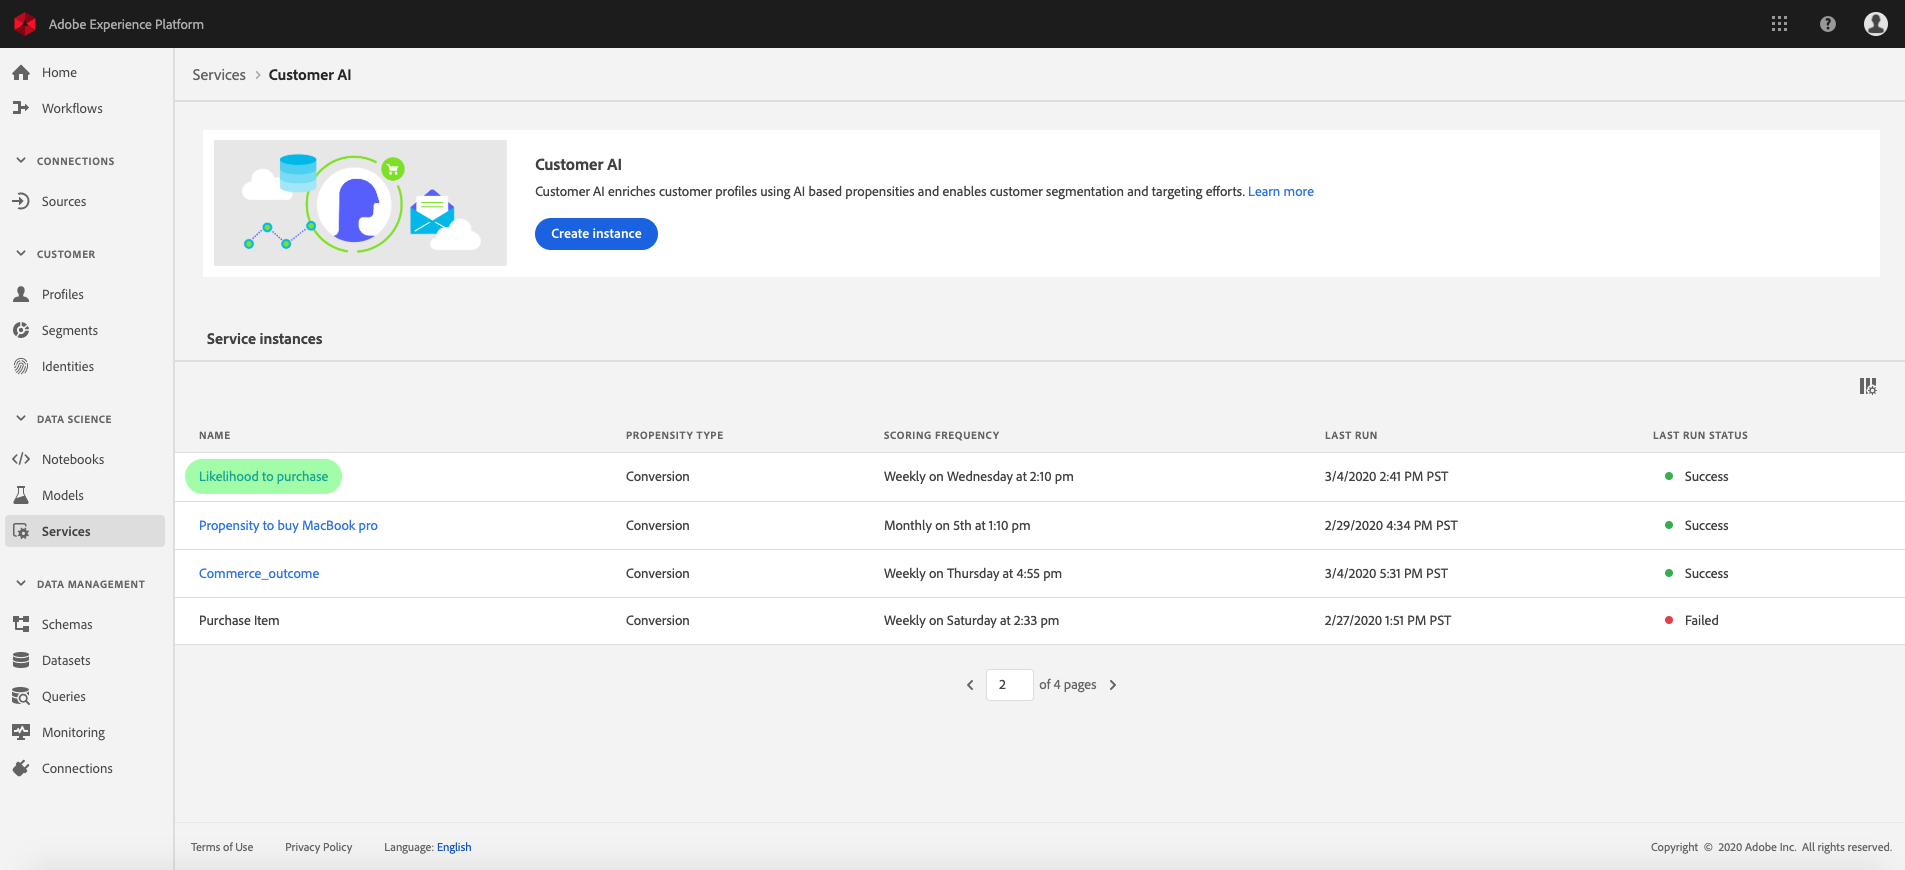 Adobe Experience Platform
Home
Workflows
CONNECTIONS
Sources
CUSTOMER
Profiles
Segments
Identities
DATA SCIENCE
Notebooks
Models
Services
DATA MANAGEMENT
Schemas
Datasets
Queries
Monitoring
Connections
Services > Customer AI
Customer AI
Customer AI enriches customer profiles using AI based propensities and enables customer segmentation and targeting efforts. Learn more
Create instance
Service instances
NAME PROPENSITY TYPE SCORING FREQUENCY LAST RUN LAST RUN STATUS
Likelihood to purchase Conversion Weekly on Wednesday at 2:10 pm 3/4/2020 2:41 PM PST Success
Propensity to buy MacBook pro Conversion Monthly on 5th at 1:10 pm 2/29/2020 4:34 PM PST Success
Commerce_outcome Conversion Weekly on Thursday at 4:55 pm 3/4/2020 5:31 PM PST Success
Purchase Item Conversion Weekly on Saturday at 2:33 pm 2/27/2020 1:51 PM PST Failed
2 of 4 pages
Terms of Use Privacy Policy Language: English Copyright © 2020 Adobe Inc. All rights reserved.